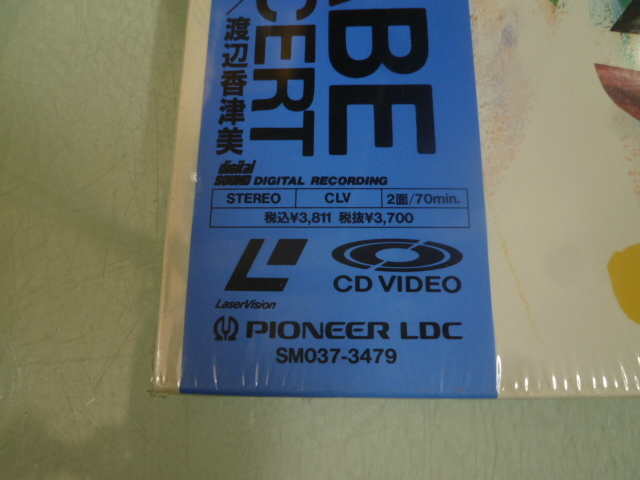 ABE
CERT
渡辺香津美
digital
SOUND DIGITAL RECORDING
STEREO CLV 2面/70min.
税込¥3,811 税抜¥3,700
LaserVision
CD VIDEO
PIONEER LDC
SM037-3479